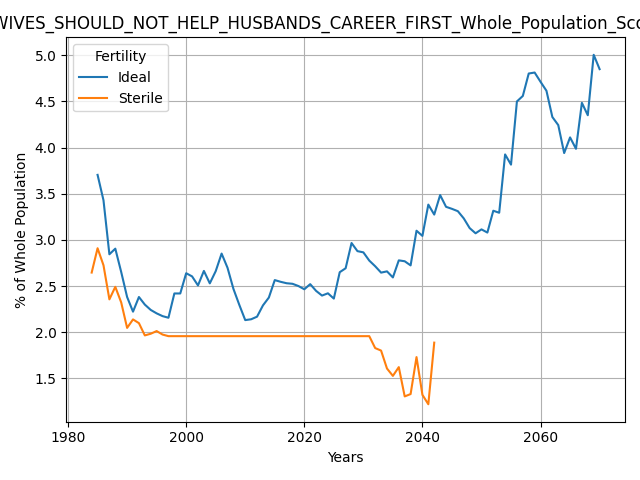 WIVES_SHOULD_NOT_HELP_HUSBANDS_CAREER_FIRST_Whole_Population_Sco
Fertility
Ideal
Sterile
% of Whole Population
5.0
4.5
4.0
3.5
3.0
2.5
2.0
1.5
1980
2000
2020
2040
2060
Years